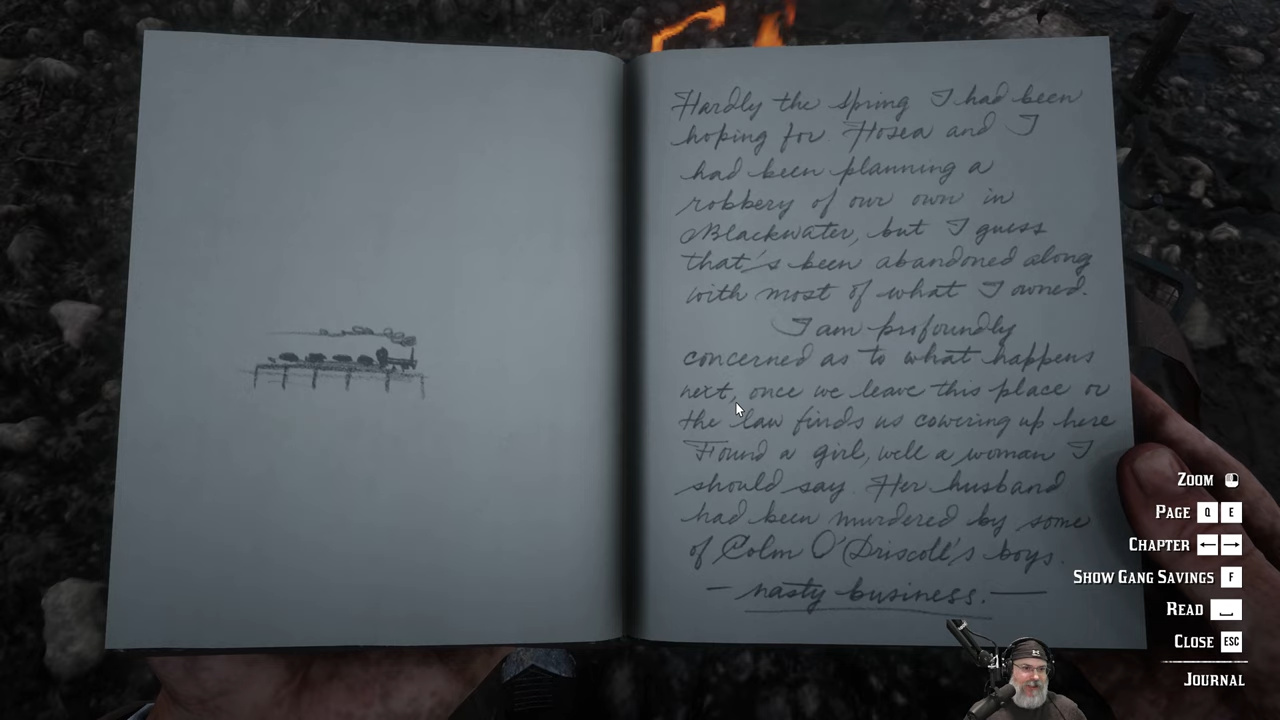 Hardly the spring I had been
hoping for Hosea and I
had been planning a
robbery of our own in
Blackwater, but I guess
that's been abandoned along
with most of what I owned.
I am profoundly
concerned as to what happens
next, once we leave this place or
the law finds us cowering up here
Found a girl, well a woman I
should say. Her husband
had been murdered by some
of Colm O'Driscoll's boys.
— nasty business. —
ZOOM
PAGE Q E
CHAPTER ← →
SHOW GANG SAVINGS F
READ
CLOSE ESC
JOURNAL